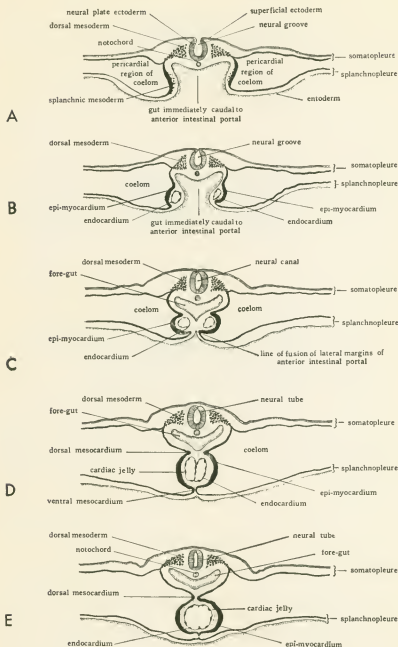 neural plate ectoderm
superficial ectoderm
dorsal mesoderm
neural groove
notochord
pericardial
region of
coelom
pericardial
region of
coelom
somatopleure
splanchnopleure
splanchnic mesoderm
entoderm
gut immediately caudal to
anterior intestinal portal
A
dorsal mesoderm
neural groove
somatopleure
coelom
splanchnopleure
epi-myocardium
epi-myocardium
endocardium
endocardium
gut immediately caudal to
anterior intestinal portal
B
dorsal mesoderm
neural canal
fore-gut
somatopleure
coelom
coelom
splanchnopleure
epi-myocardium
endocardium
line of fusion of lateral margins of
anterior intestinal portal
C
dorsal mesoderm
neural tube
fore-gut
somatopleure
dorsal mesocardium
coelom
cardiac jelly
splanchnopleure
epi-myocardium
ventral mesocardium
endocardium
D
dorsal mesoderm
neural tube
notochord
fore-gut
somatopleure
dorsal mesocardium
cardiac jelly
splanchnopleure
endocardium
epi-myocardium
E